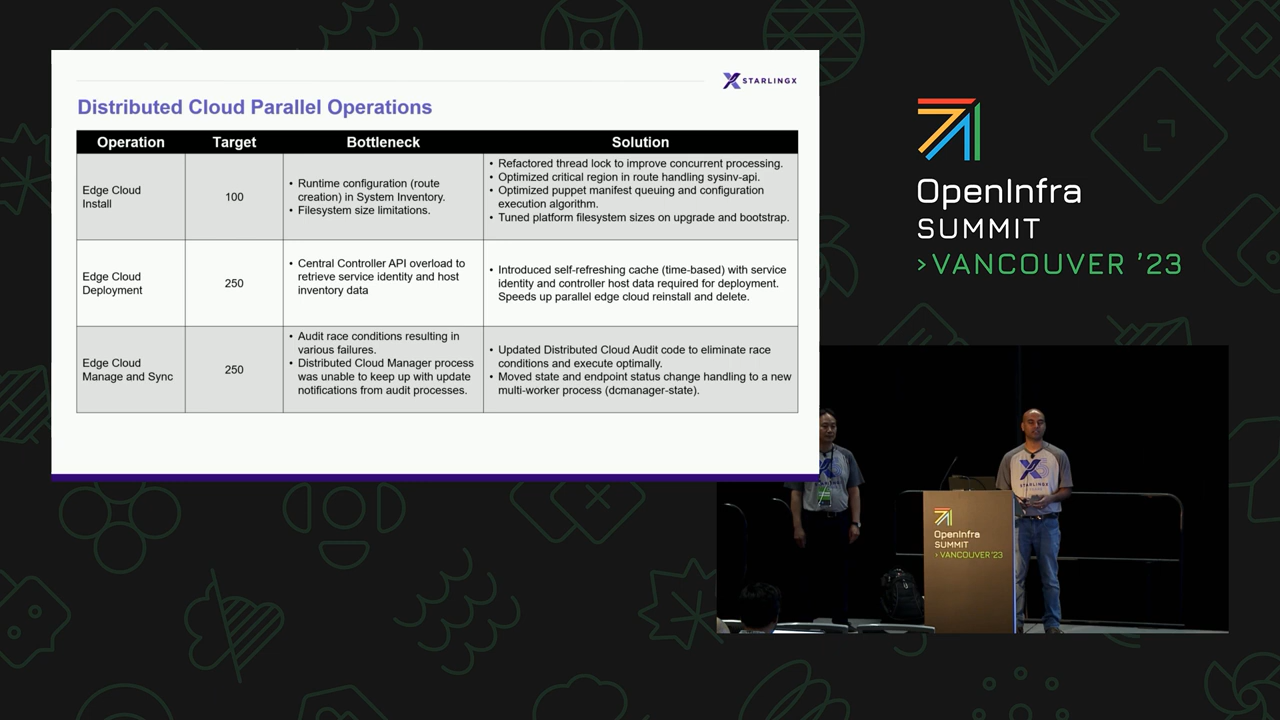 STARLINGX
Distributed Cloud Parallel Operations
Operation
Target
Bottleneck
Solution
Edge Cloud
Install
100
• Runtime configuration (route
creation) in System Inventory.
• Filesystem size limitations.
• Refactored thread lock to improve concurrent processing.
• Optimized critical region in route handling sysinv-api.
• Optimized puppet manifest queuing and configuration
execution algorithm.
• Tuned platform filesystem sizes on upgrade and bootstrap.
Edge Cloud
Deployment
250
• Central Controller API overload to
retrieve service identity and host
inventory data
• Introduced self-refreshing cache (time-based) with service
identity and controller host data required for deployment.
Speeds up parallel edge cloud reinstall and delete.
Edge Cloud
Manage and Sync
250
• Audit race conditions resulting in
various failures.
• Distributed Cloud Manager process
was unable to keep up with update
notifications from audit processes.
• Updated Distributed Cloud Audit code to eliminate race
conditions and execute optimally.
• Moved state and endpoint status change handling to a new
multi-worker process (dcmanager-state).
OpenInfra
SUMMIT
>VANCOUVER '23
STARLINGX
OpenInfra
SUMMIT
>VANCOUVER '23